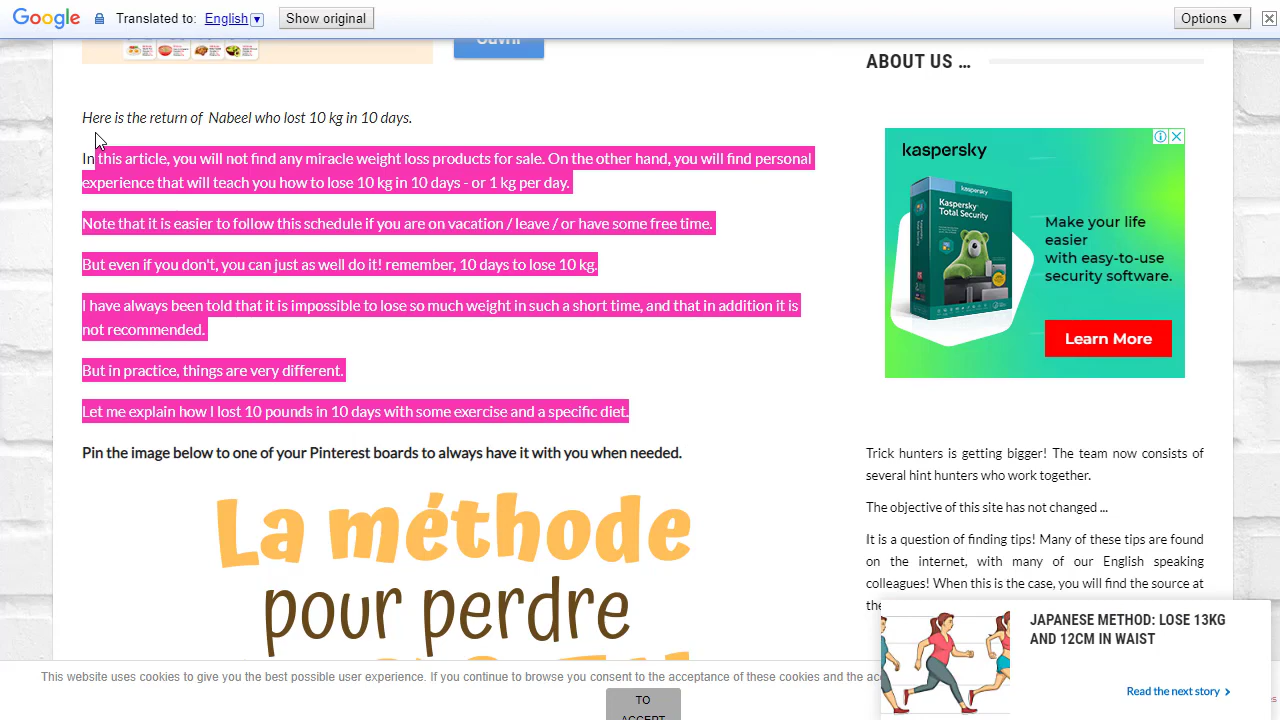 Google Translated to: English Show original Options ▼
Ouvrir
ABOUT US ...
Here is the return of Nabeel who lost 10 kg in 10 days.
In this article, you will not find any miracle weight loss products for sale. On the other hand, you will find personal
experience that will teach you how to lose 10 kg in 10 days - or 1 kg per day.
Note that it is easier to follow this schedule if you are on vacation / leave / or have some free time.
But even if you don't, you can just as well do it! remember, 10 days to lose 10 kg.
I have always been told that it is impossible to lose so much weight in such a short time, and that in addition it is
not recommended.
But in practice, things are very different.
Let me explain how I lost 10 pounds in 10 days with some exercise and a specific diet.
Pin the image below to one of your Pinterest boards to always have it with you when needed.
La méthode
pour perdre
kaspersky
kaspersky
Kaspersky
Total Security
Make your life
easier
with easy-to-use
security software.
Learn More
Trick hunters is getting bigger! The team now consists of
several hint hunters who work together.
The objective of this site has not changed ...
It is a question of finding tips! Many of these tips are found
on the internet, with many of our English speaking
colleagues! When this is the case, you will find the source at
the
JAPANESE METHOD: LOSE 13KG
AND 12CM IN WAIST
Read the next story
This website uses cookies to give you the best possible user experience. If you continue to browse you consent to the acceptance of these cookies and the acc
TO
ACCEPT